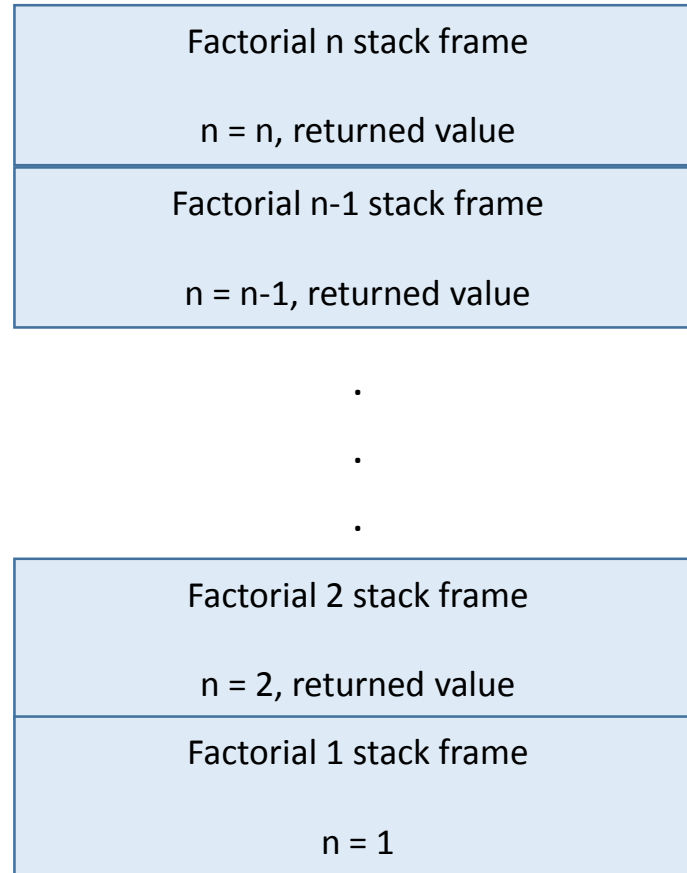 Factorial n stack frame
n = n, returned value
Factorial n-1 stack frame
n = n-1, returned value
.
.
.
Factorial 2 stack frame
n = 2, returned value
Factorial 1 stack frame
n = 1